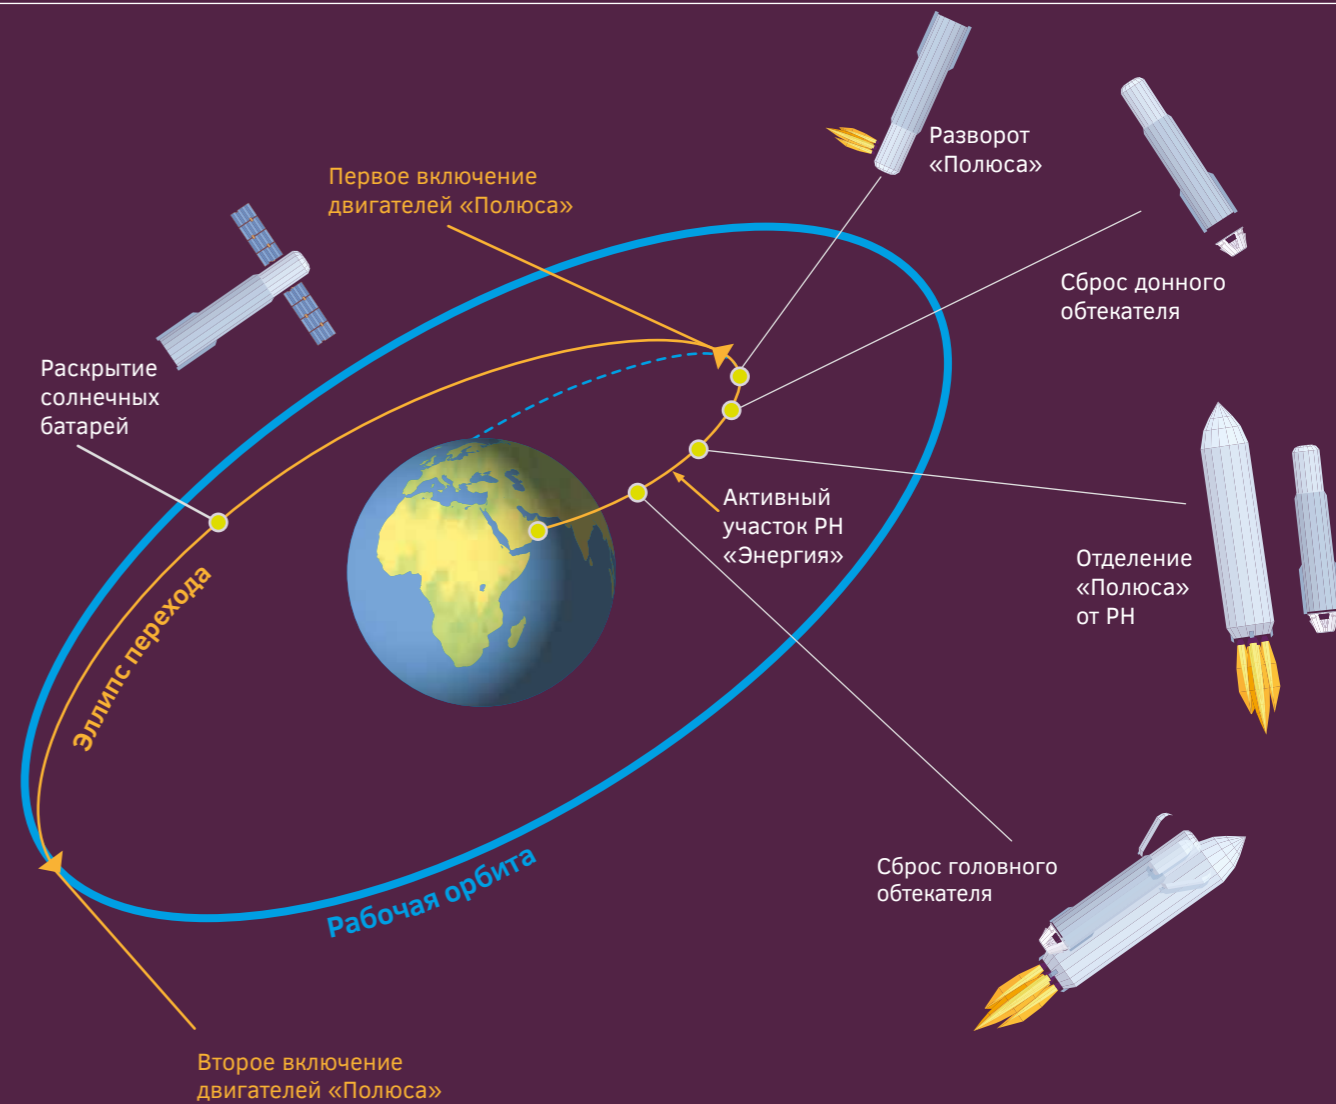 Разворот
«Полюса»
Первое включение
двигателей «Полюса»
Сброс донного
обтекателя
Раскрытие
солнечных
батарей
Активный
участок РН
«Энергия»
Отделение
«Полюса»
от РН
Эллипс перехода
Сброс головного
обтекателя
Рабочая орбита
Второе включение
двигателей «Полюса»